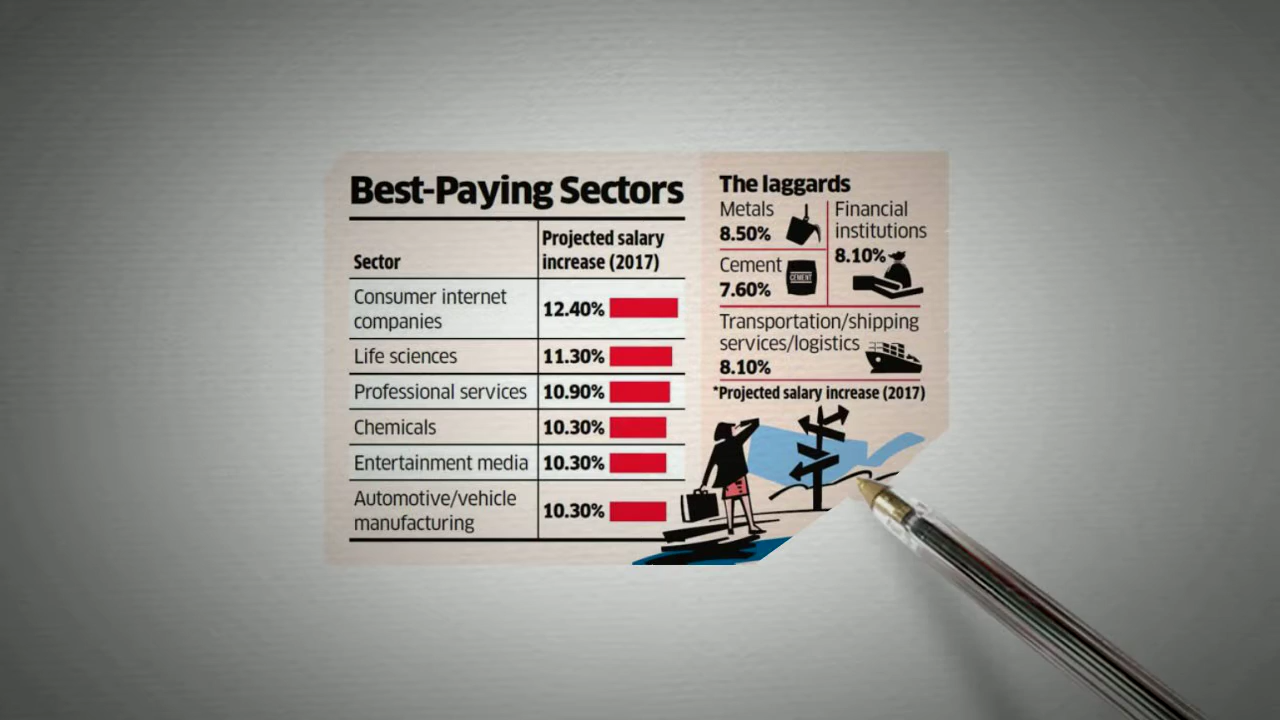 Best-Paying Sectors
Sector
Projected salary
increase (2017)
Consumer internet
companies
12.40%
Life sciences
11.30%
Professional services
10.90%
Chemicals
10.30%
Entertainment media
10.30%
Automotive/vehicle
manufacturing
10.30%
The laggards
Metals
8.50%
Financial
institutions
8.10%
Cement
7.60%
CEMENT
Transportation/shipping
services/logistics
8.10%
*Projected salary increase (2017)